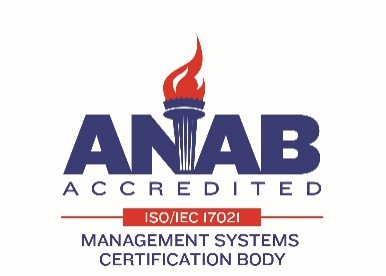 ANAB
ACCREDITED
ISO/IEC 17021
MANAGEMENT SYSTEMS
CERTIFICATION BODY